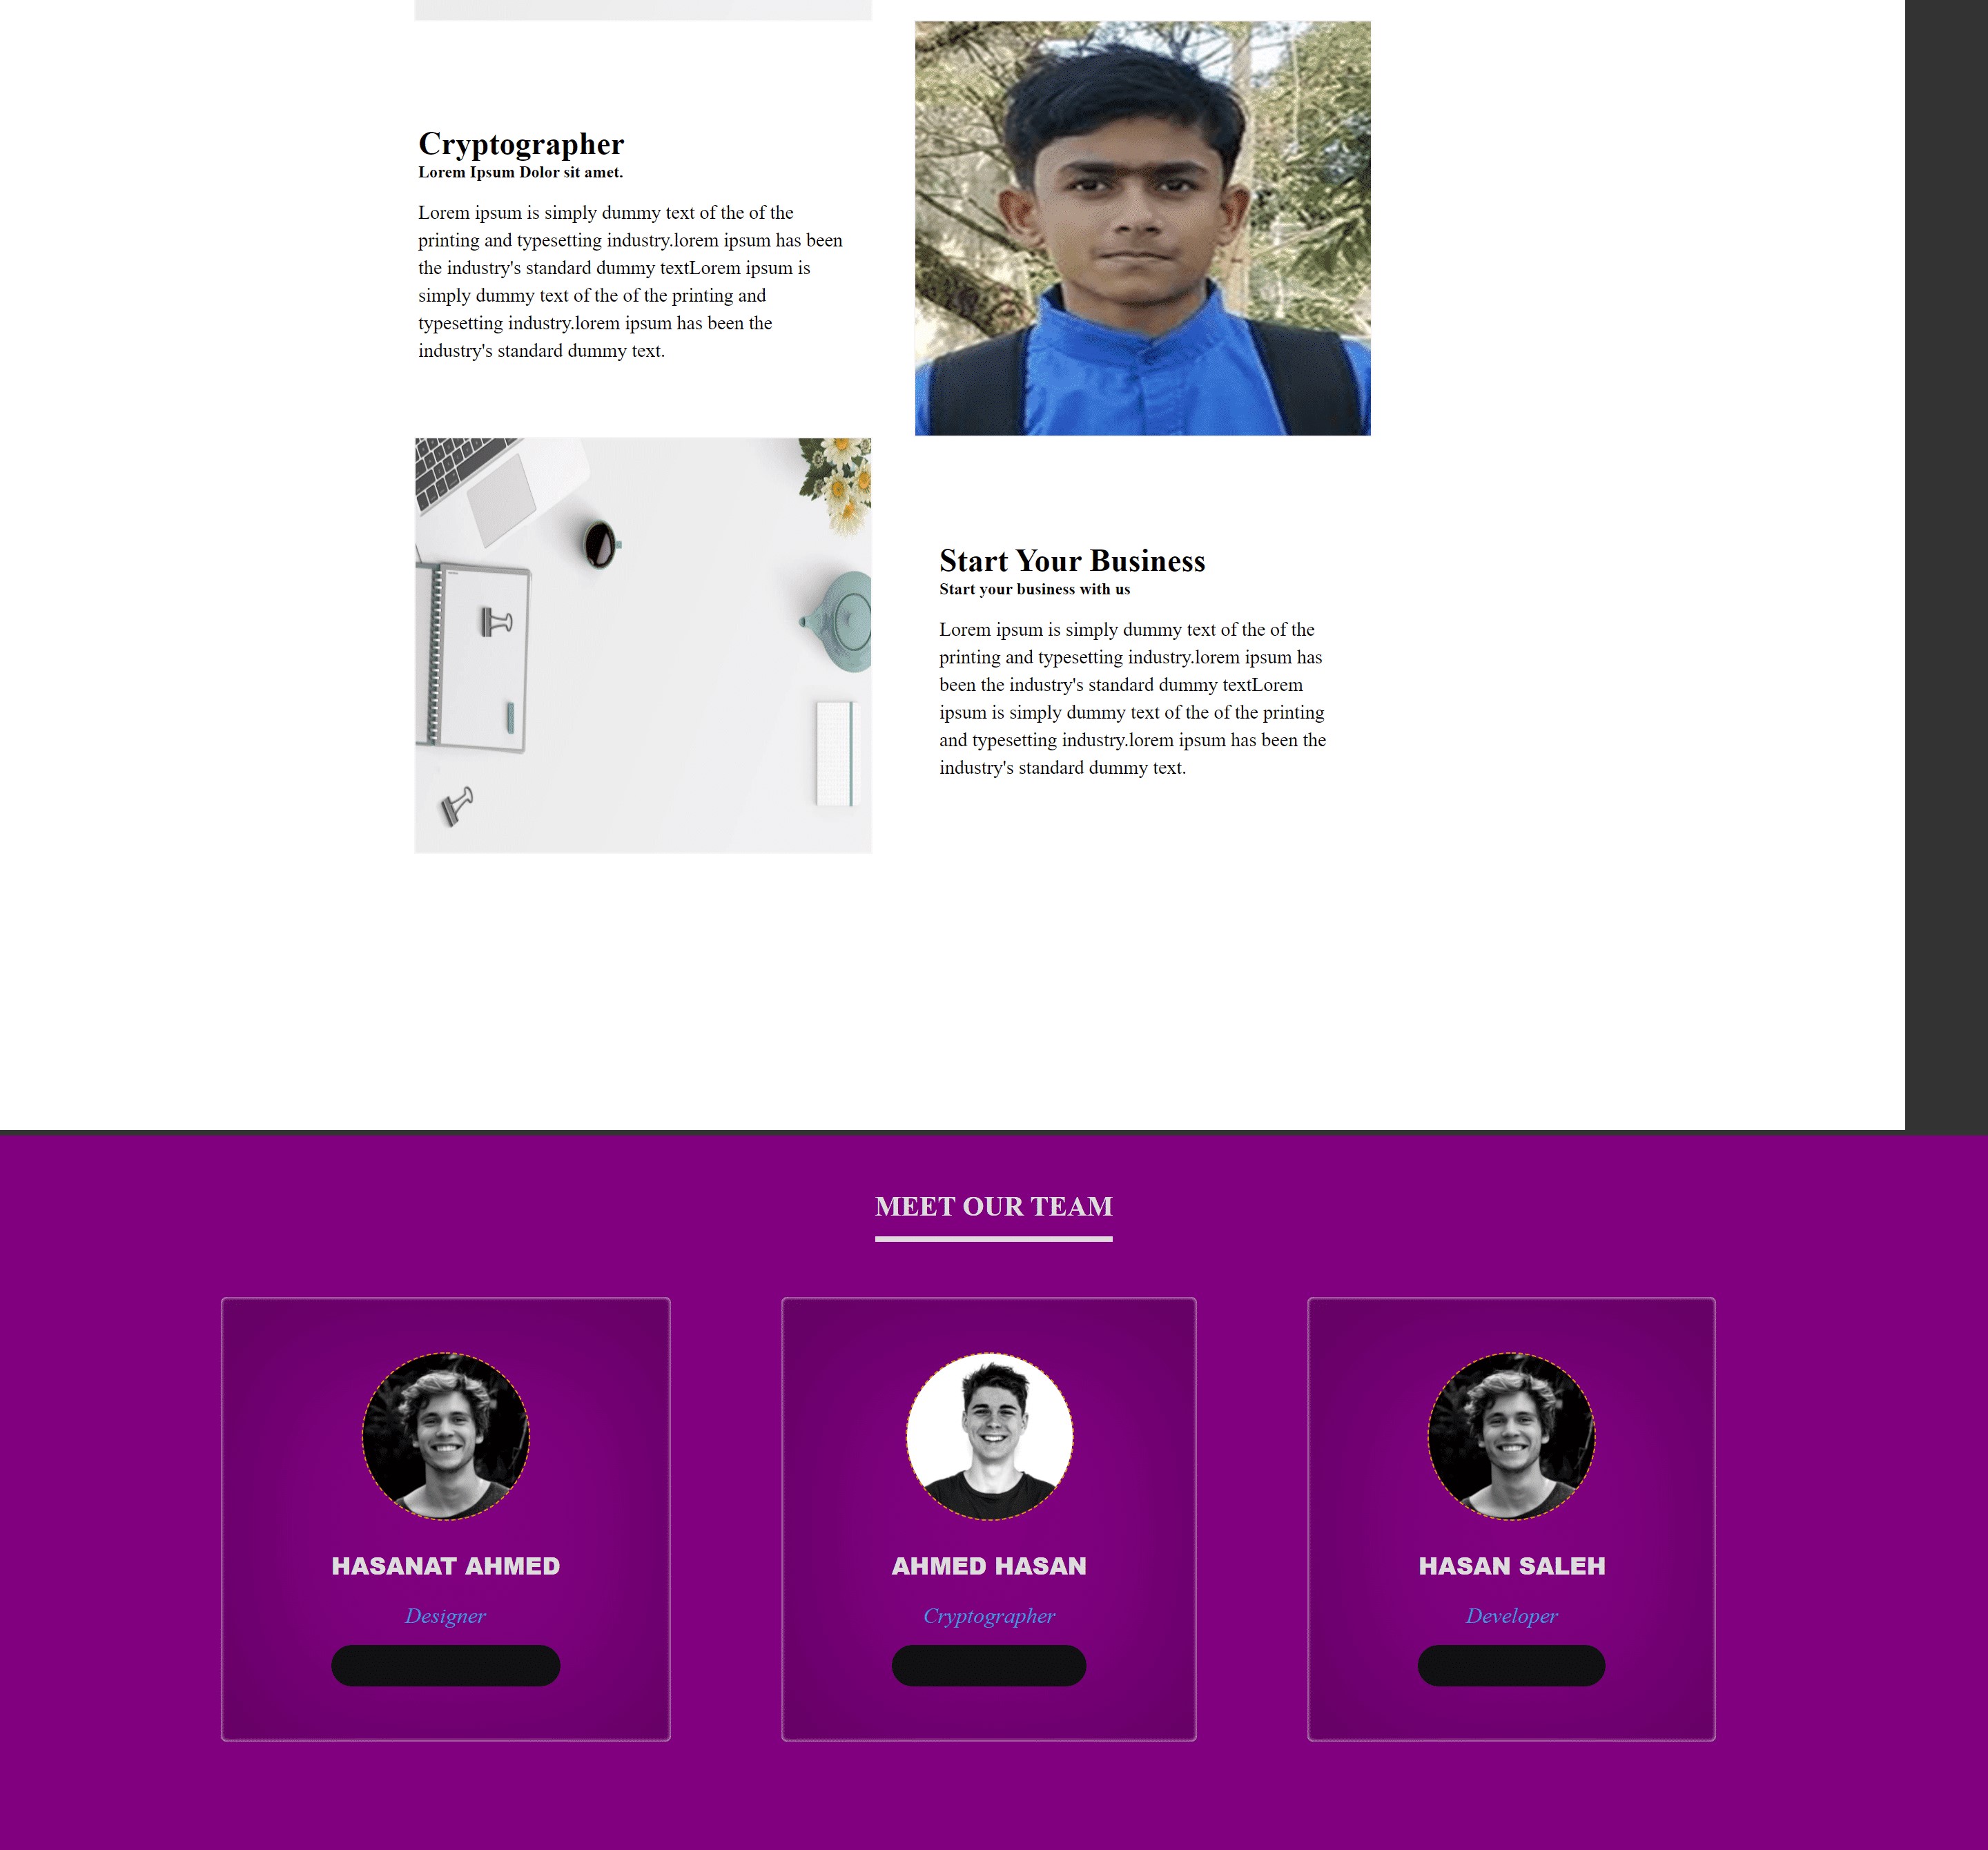 Cryptographer
Lorem Ipsum Dolor sit amet.
Lorem ipsum is simply dummy text of the of the
printing and typesetting industry.lorem ipsum has been
the industry's standard dummy textLorem ipsum is
simply dummy text of the of the printing and
typesetting industry.lorem ipsum has been the
industry's standard dummy text.
Start Your Business
Start your business with us
Lorem ipsum is simply dummy text of the of the
printing and typesetting industry.lorem ipsum has
been the industry's standard dummy textLorem
ipsum is simply dummy text of the of the printing
and typesetting industry.lorem ipsum has been the
industry's standard dummy text.
MEET OUR TEAM
HASANAT AHMED
Designer
AHMED HASAN
Cryptographer
HASAN SALEH
Developer